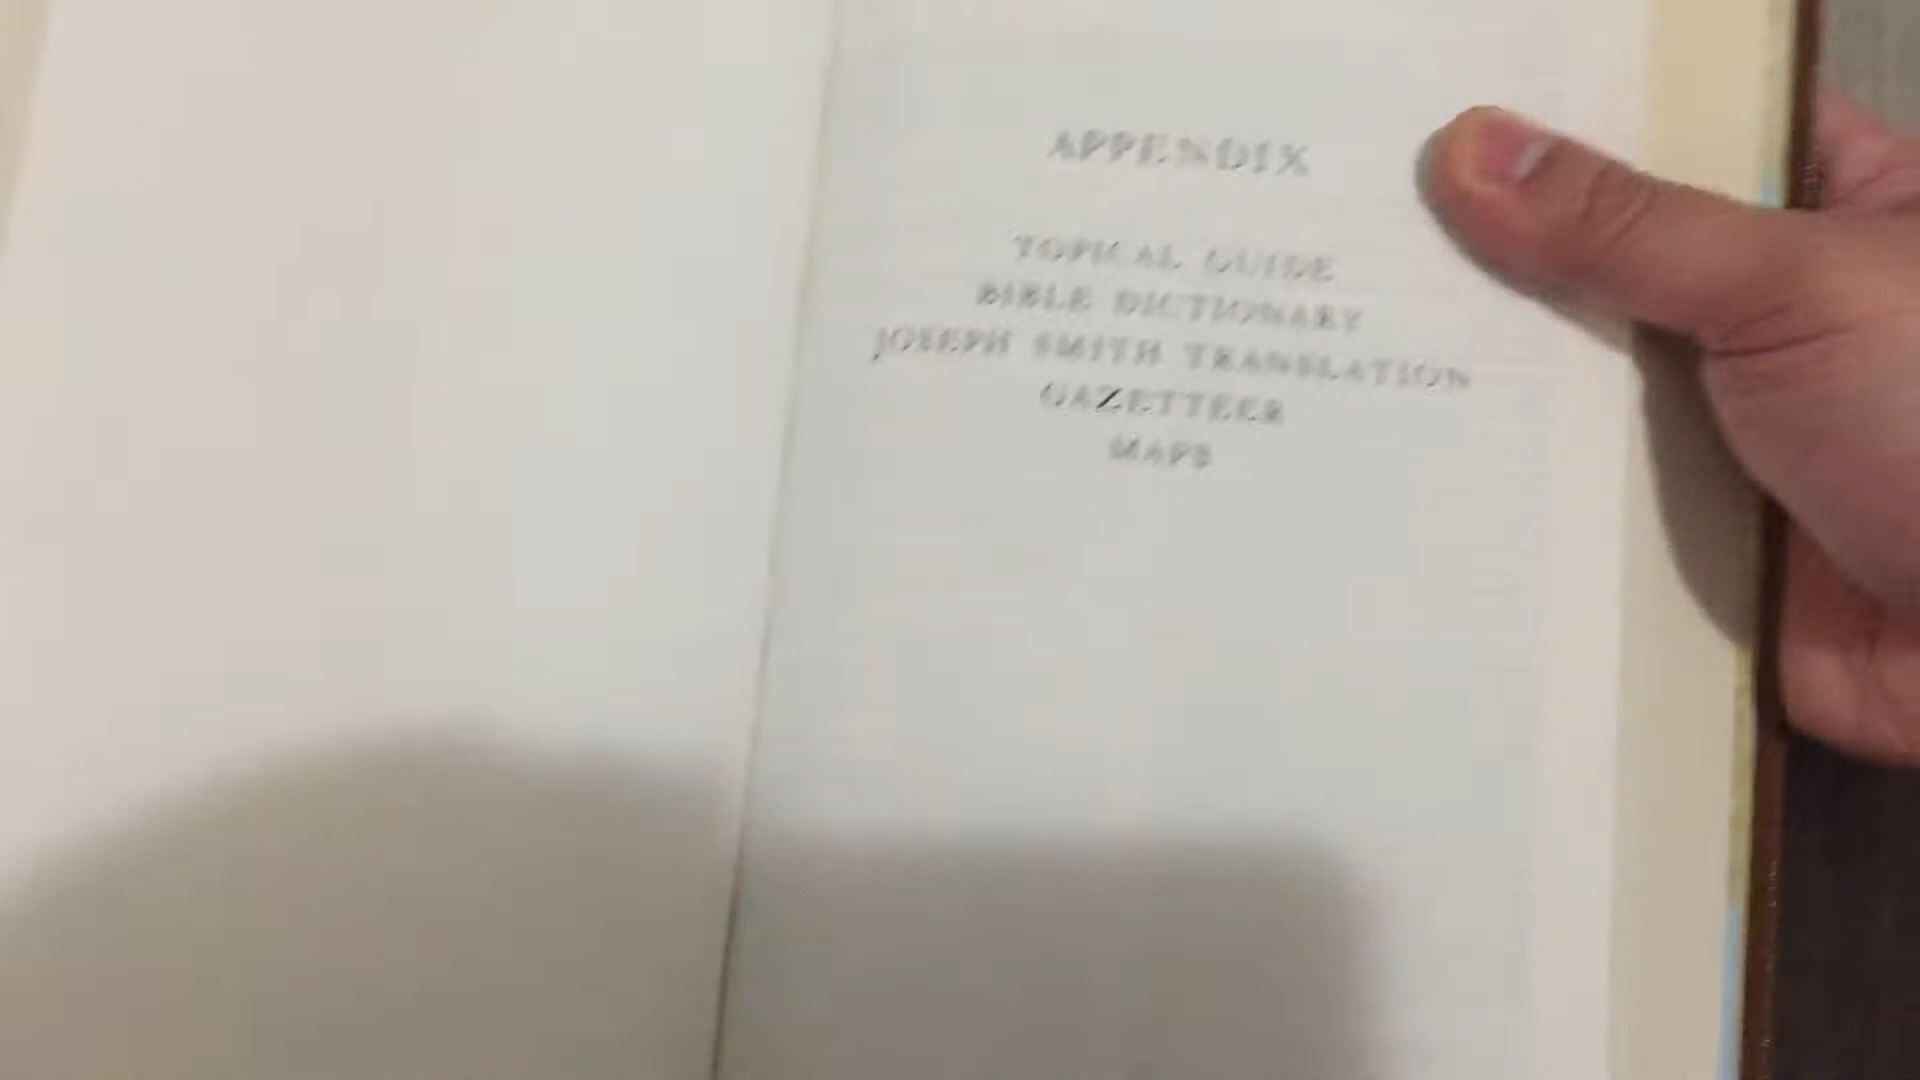 APPENDIX
TOPICAL GUIDE
BIBLE DICTIONARY
JOSEPH SMITH TRANSLATION
GAZETTEER
MAPS